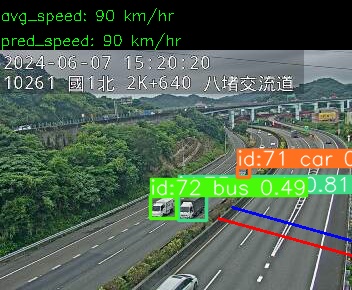 avg_speed: 90 km/hr
pred_speed: 90 km/hr
2024-06-07 15:20:20
10261 國1北 2K+640 八堵交流道
id:71 car 0
id:72 bus 0.49
0.81